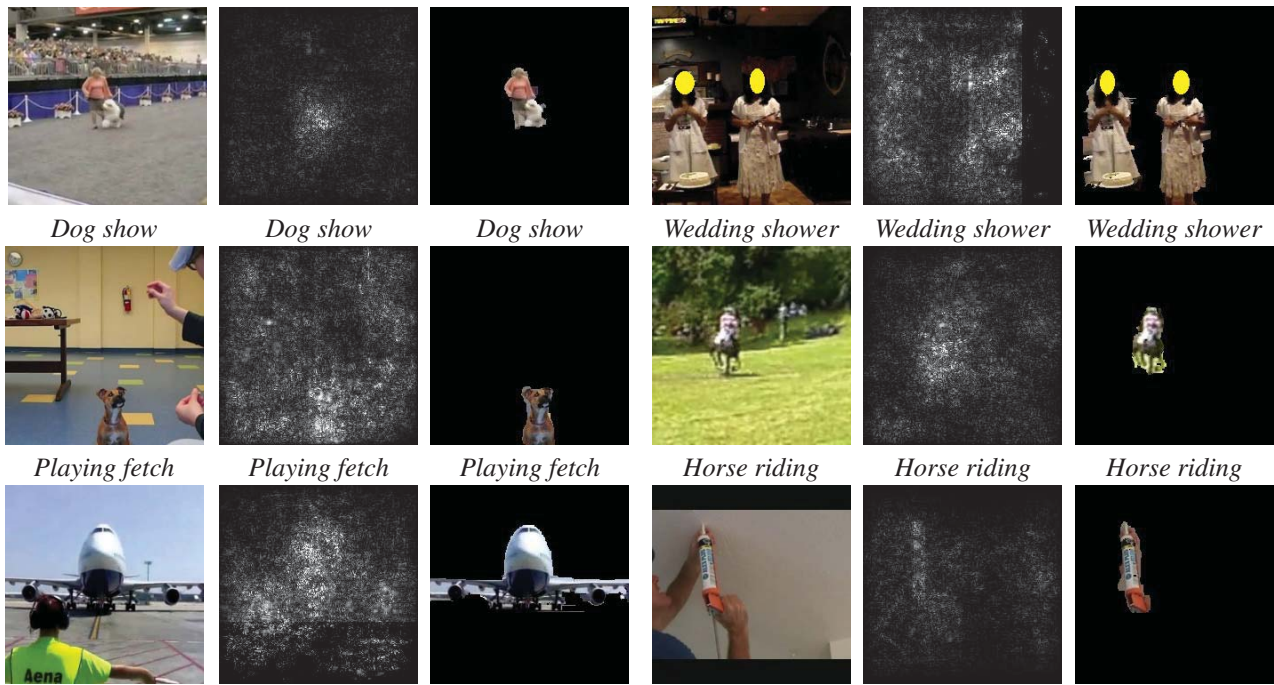 HAPPINESS
Dog show Dog show Dog show Wedding shower Wedding shower Wedding shower
Playing fetch Playing fetch Playing fetch Horse riding Horse riding Horse riding
Aena